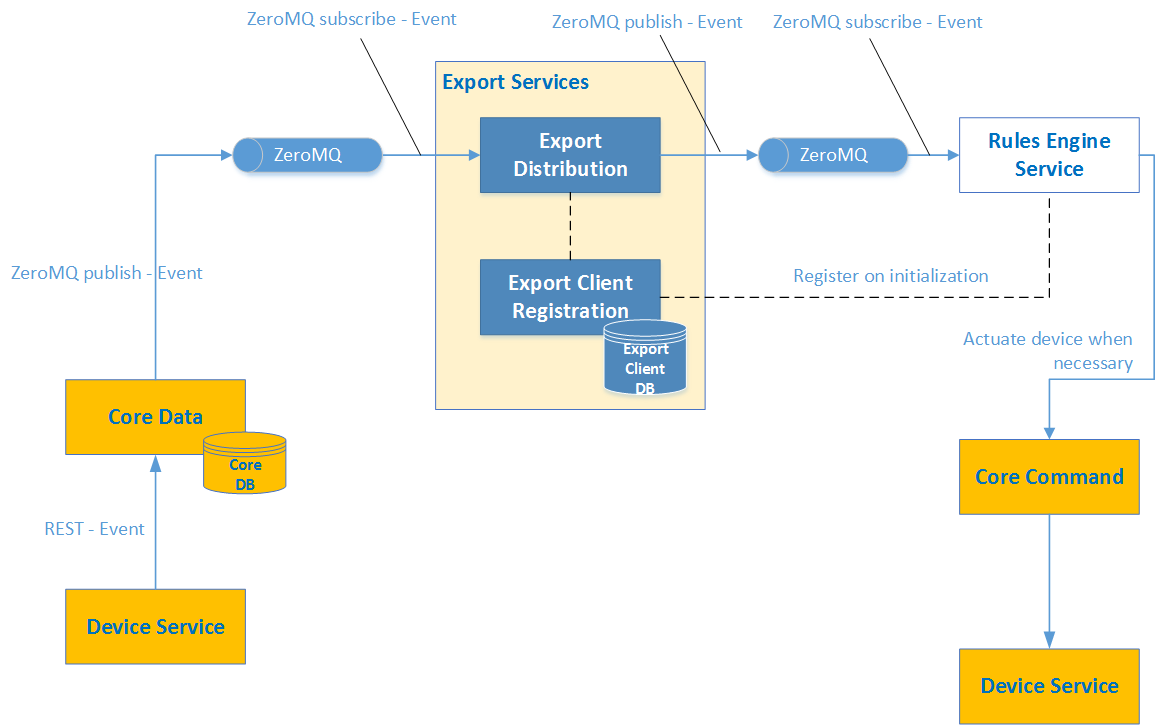 ZeroMQ subscribe - Event
ZeroMQ publish - Event
ZeroMQ subscribe - Event
Export Services
ZeroMQ
Export
Distribution
ZeroMQ
Rules Engine
Service
ZeroMQ publish - Event
Export Client
Registration
Register on initialization
Export
Client
DB
Actuate device when
necessary
Core Data
Core
DB
Core Command
REST - Event
Device Service
Device Service